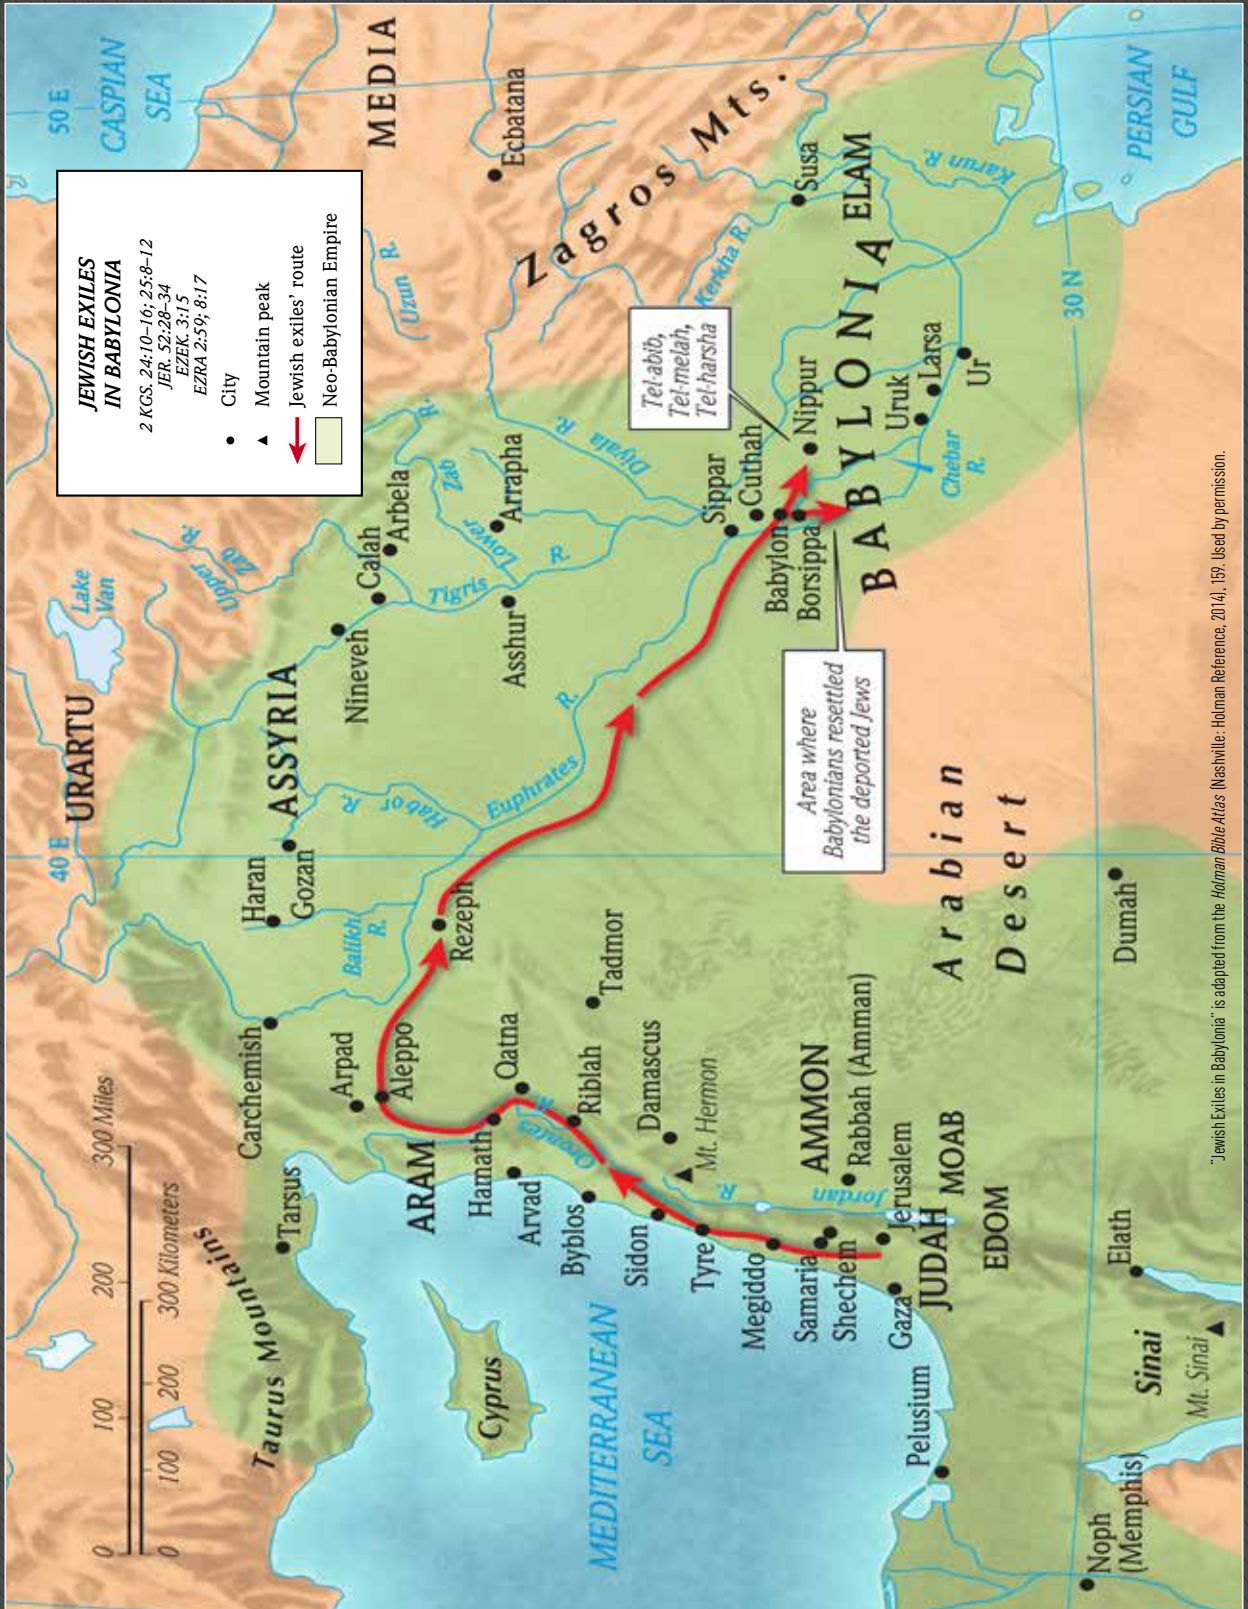 JEWISH EXILES
IN BABYLONIA
2 KGS. 24:10–16; 25:8–12
JER. 52:28–34
EZEK. 3:15
EZRA 2:59; 8:17
City
Mountain peak
Jewish exiles' route
Neo-Babylonian Empire
0 100 200 300 Miles
0 100 200 300 Kilometers
40 E
50 E
30 N
CASPIAN
SEA
MEDIA
Ecbatana
Uzun R.
Zagros Mts.
URARTU
Lake
Van
Upper
Zab R.
ASSYRIA
Nineveh
Calah
Arbela
Lower Zab R.
Arrapha
Tigris R.
Asshur
Diyala R.
Haran
Gozan
Habor R.
Balikh
R.
Euphrates R.
Rezeph
Carchemish
Arpad
Aleppo
Taurus Mountains
Tarsus
ARAM
Hamath
Qatna
Arvad
Orontes R.
Riblah
Tadmor
Byblos
Damascus
Mt. Hermon
Sidon
Tyre
Cyprus
MEDITERRANEAN
SEA
Megiddo
Samaria
Shechem
Jordan R.
AMMON
Rabbah (Amman)
Jerusalem
Gaza
JUDAH
MOAB
EDOM
Pelusium
Noph
(Memphis)
Sinai
Mt. Sinai
Elath
Dumah
Arabian
Desert
Area where
Babylonians resettled
the deported Jews
Tel-abib,
Tel-melah,
Tel-harsha
Sippar
Cuthah
Babylon
Borsippa
Nippur
BABYLONIA
Uruk
Larsa
Ur
Chebar
R.
Kerkha R.
Susa
ELAM
Karun R.
PERSIAN
GULF
"Jewish Exiles in Babylonia" is adapted from the Holman Bible Atlas (Nashville: Holman Reference, 2014), 159. Used by permission.